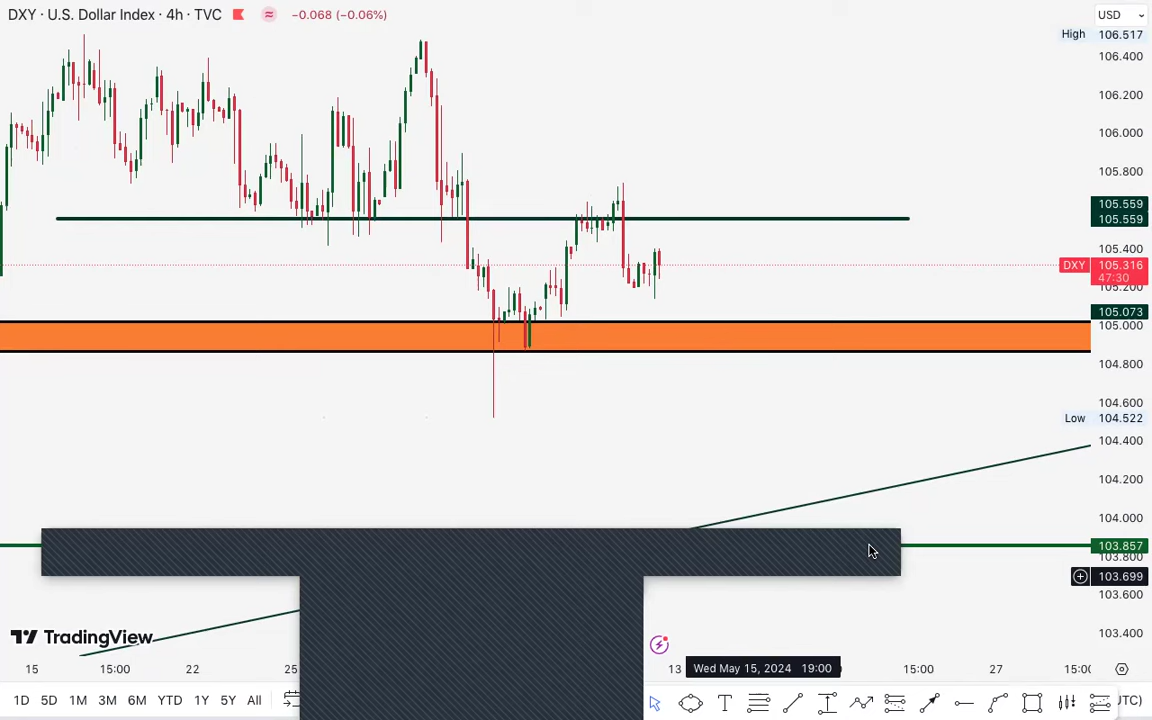 DXY · U.S. Dollar Index · 4h · TVC −0.068 (−0.06%)
USD
High 106.517
106.400
106.200
106.000
105.800
105.559
105.559
105.400
DXY 105.316
47:30
105.200
105.073
105.000
104.800
104.600
Low 104.522
104.400
104.200
104.000
103.857
103.800
103.699
103.600
103.400
TradingView
15 15:00 22 25 13 Wed May 15, 2024 19:00 15:00 27 15:00
1D 5D 1M 3M 6M YTD 1Y 5Y All UTC)